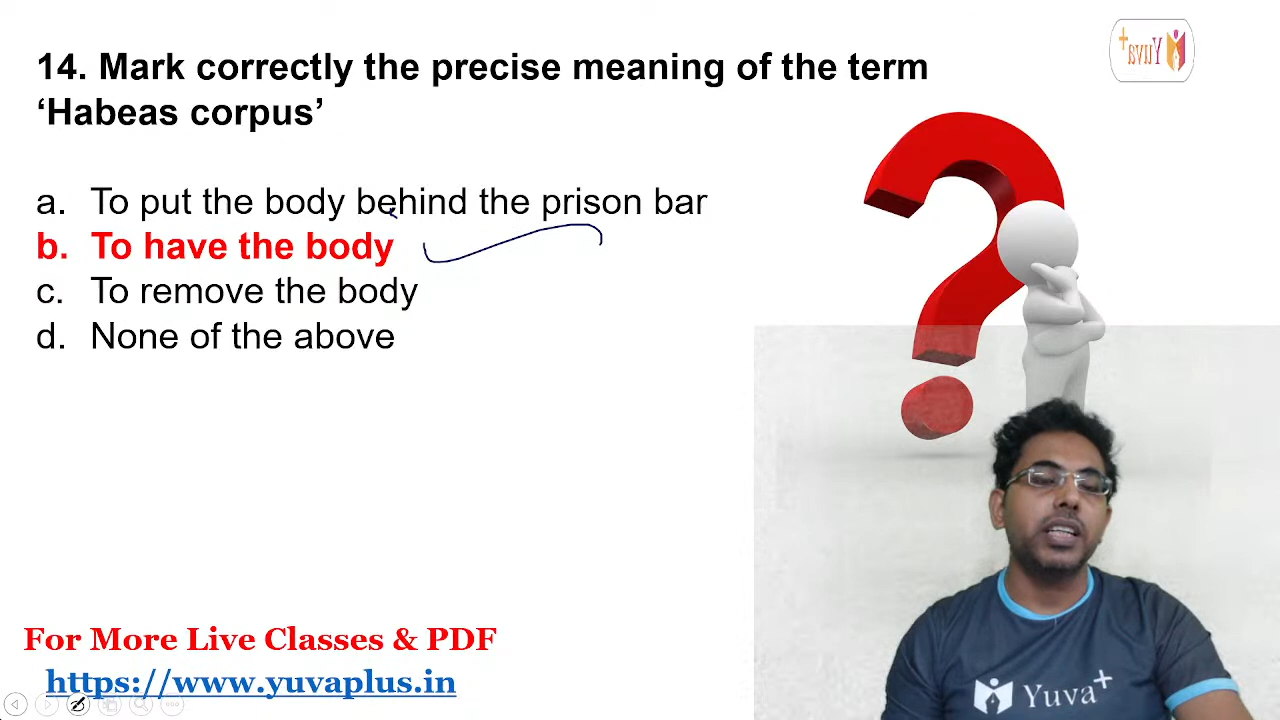 14. Mark correctly the precise meaning of the term
‘Habeas corpus’
a. To put the body behind the prison bar
b. To have the body
c. To remove the body
d. None of the above
For More Live Classes & PDF
https://www.yuvaplus.in
Yuva+
Yuva+